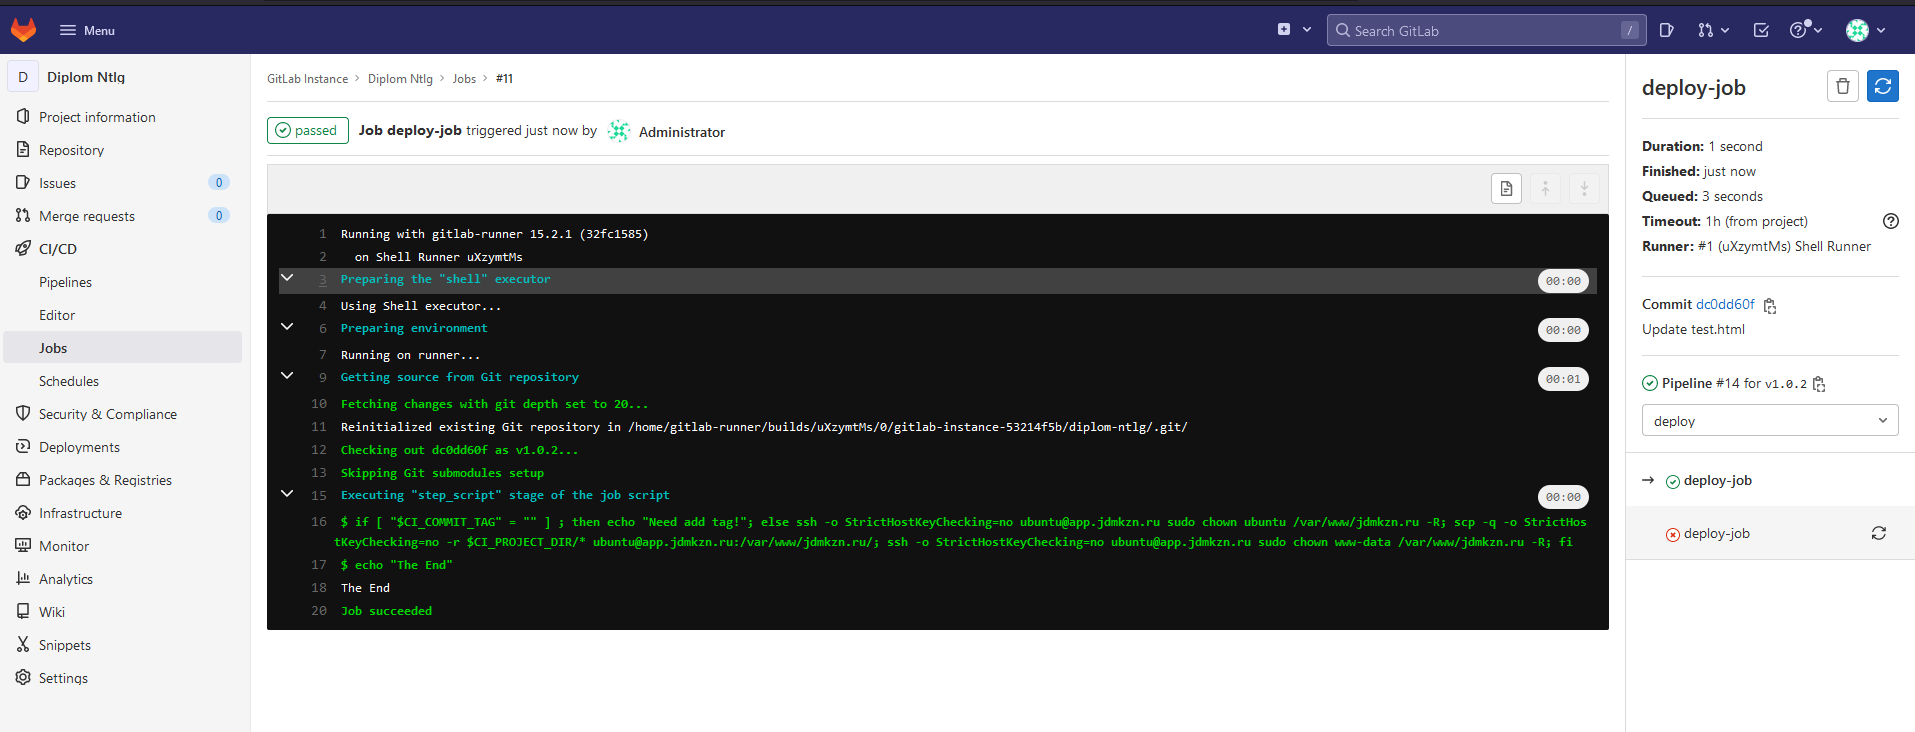 Menu
Search GitLab
/
D Diplom Ntlg
Project information
Repository
Issues 0
Merge requests 0
CI/CD
Pipelines
Editor
Jobs
Schedules
Security & Compliance
Deployments
Packages & Registries
Infrastructure
Monitor
Analytics
Wiki
Snippets
Settings
GitLab Instance > Diplom Ntlg > Jobs > #11
passed Job deploy-job triggered just now by Administrator
1 Running with gitlab-runner 15.2.1 (32fc1585)
2 on Shell Runner uXzymtMs
3 Preparing the "shell" executor 00:00
4 Using Shell executor...
6 Preparing environment 00:00
7 Running on runner...
9 Getting source from Git repository 00:01
10 Fetching changes with git depth set to 20...
11 Reinitialized existing Git repository in /home/gitlab-runner/builds/uXzymtMs/0/gitlab-instance-53214f5b/diplom-ntlg/.git/
12 Checking out dc0dd60f as v1.0.2...
13 Skipping Git submodules setup
15 Executing "step_script" stage of the job script 00:00
16 $ if [ "$CI_COMMIT_TAG" = "" ] ; then echo "Need add tag!"; else ssh -o StrictHostKeyChecking=no ubuntu@app.jdmkzn.ru sudo chown ubuntu /var/www/jdmkzn.ru -R; scp -q -o StrictHos
tKeyChecking=no -r $CI_PROJECT_DIR/* ubuntu@app.jdmkzn.ru:/var/www/jdmkzn.ru/; ssh -o StrictHostKeyChecking=no ubuntu@app.jdmkzn.ru sudo chown www-data /var/www/jdmkzn.ru -R; fi
17 $ echo "The End"
18 The End
20 Job succeeded
deploy-job
Duration: 1 second
Finished: just now
Queued: 3 seconds
Timeout: 1h (from project)
Runner: #1 (uXzymtMs) Shell Runner
Commit dc0dd60f
Update test.html
Pipeline #14 for v1.0.2
deploy
deploy-job
deploy-job